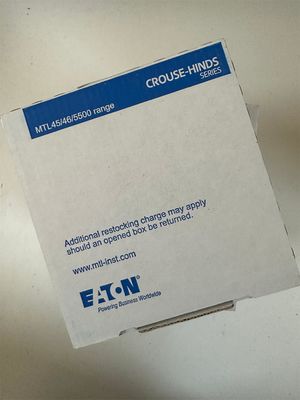 CROUSE-HINDS
SERIES
MTL45/46/5500 range
Additional restocking charge may apply
should an opened box be returned.
www.mtl-inst.com
EATON
Powering Business Worldwide